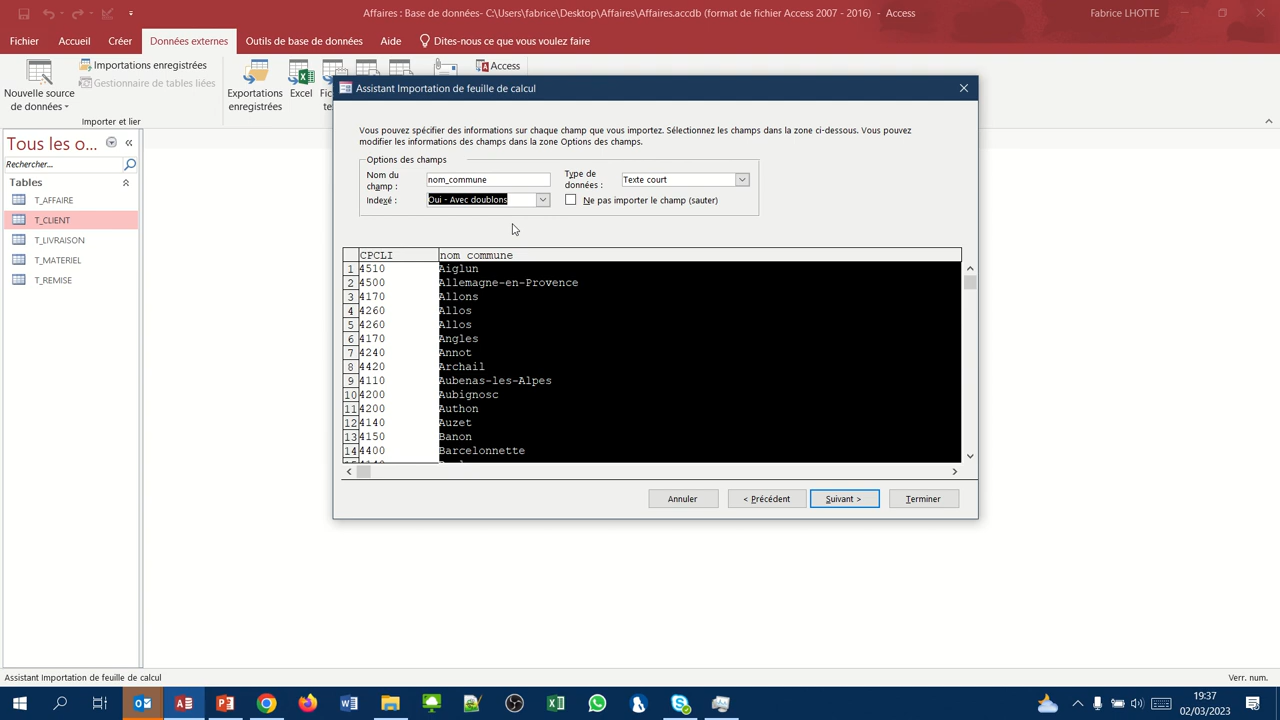 Affaires : Base de données- C:\Users\fabrice\Desktop\Affaires\Affaires.accdb (format de fichier Access 2007 - 2016) - Access
Fabrice LHOTTE
Fichier Accueil Créer Données externes Outils de base de données Aide Dites-nous ce que vous voulez faire
Nouvelle source
de données
Importations enregistrées
Gestionnaire de tables liées
Importer et lier
Exportations
enregistrées
Excel
Access
Tous les o...
Rechercher...
Tables
T_AFFAIRE
T_CLIENT
T_LIVRAISON
T_MATERIEL
T_REMISE
Assistant Importation de feuille de calcul
Vous pouvez spécifier des informations sur chaque champ que vous importez. Sélectionnez les champs dans la zone ci-dessous. Vous pouvez
modifier les informations des champs dans la zone Options des champs.
Options des champs
Nom du
champ :
nom_commune
Type de
données :
Texte court
Indexé :
Oui - Avec doublons
Ne pas importer le champ (sauter)
CPCLI nom_commune
1 4510 Aiglun
2 4500 Allemagne-en-Provence
3 4170 Allons
4 4260 Allos
5 4260 Allos
6 4170 Angles
7 4240 Annot
8 4420 Archail
9 4110 Aubenas-les-Alpes
10 4200 Aubignosc
11 4200 Authon
12 4140 Auzet
13 4150 Banon
14 4400 Barcelonnette
Annuler < Précédent Suivant > Terminer
Assistant Importation de feuille de calcul
Verr. num.
19:37
02/03/2023